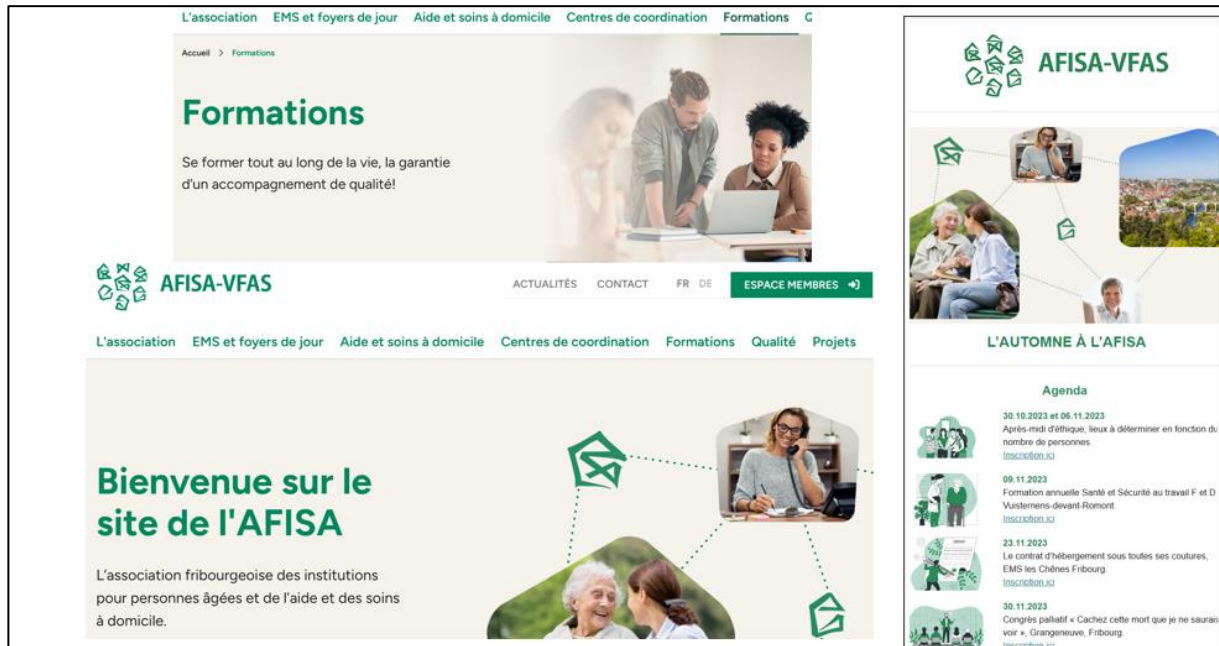 L'association EMS et foyers de jour Aide et soins à domicile Centres de coordination Formations
Accueil > Formations
Formations
Se former tout au long de la vie, la garantie
d'un accompagnement de qualité!
AFISA-VFAS
ACTUALITÉS CONTACT FR DE ESPACE MEMBRES
L'association EMS et foyers de jour Aide et soins à domicile Centres de coordination Formations Qualité Projets
Bienvenue sur le
site de l'AFISA
L'association fribourgeoise des institutions
pour personnes âgées et de l'aide et des soins
à domicile.
AFISA-VFAS
L'AUTOMNE À L'AFISA
Agenda
30.10.2023 et 06.11.2023
Après-midi d'éthique, lieux à déterminer en fonction du
nombre de personnes.
Inscription ici
09.11.2023
Formation annuelle Santé et Sécurité au travail F et D
Vuisternens-devant-Romont.
Inscription ici
23.11.2023
Le contrat d'hébergement sous toutes ses coutures,
EMS les Chênes Fribourg.
Inscription ici
30.11.2023
Congrès palliatif « Cachez cette mort que je ne saurais
voir », Grangeneuve, Fribourg.
Inscription ici